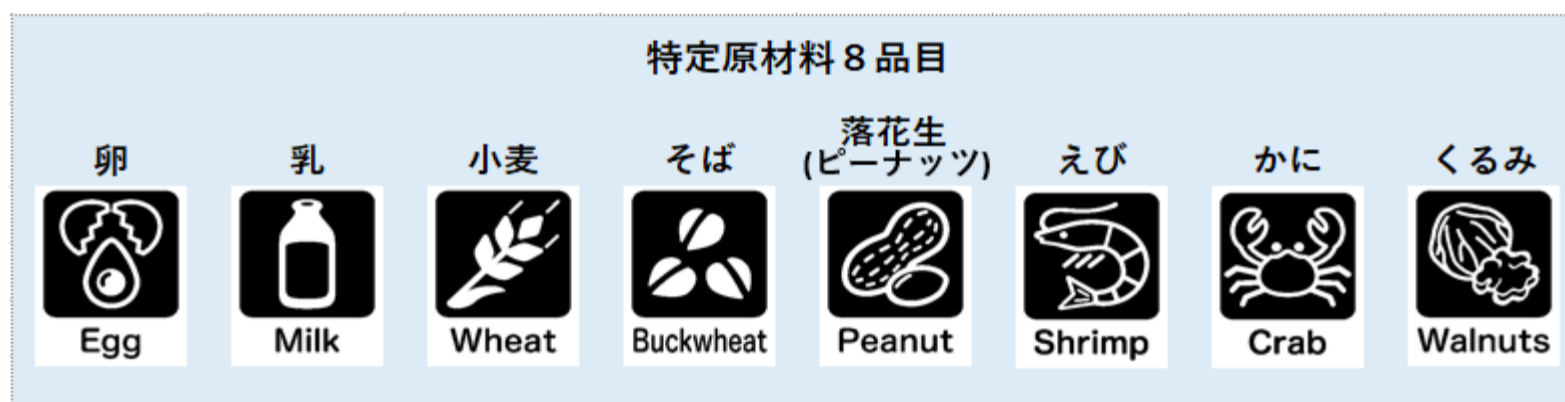 特定原材料８品目
卵
乳
小麦
そば
落花生
(ピーナッツ)
えび
かに
くるみ
Egg
Milk
Wheat
Buckwheat
Peanut
Shrimp
Crab
Walnuts